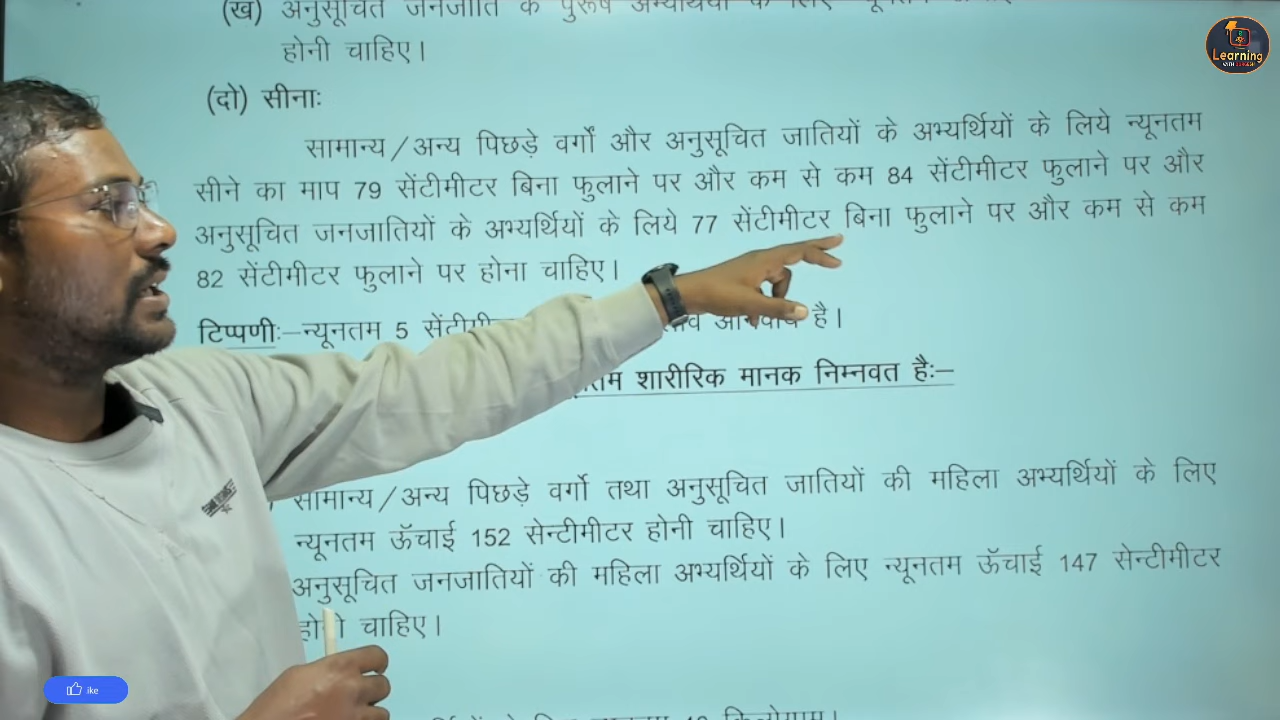 (ख) अनुसूचित जनजाति के पुरूष अभ्यर्थियों के लिए
होनी चाहिए।
(दो) सीनाः
सामान्य/अन्य पिछड़े वर्गों और अनुसूचित जातियों के अभ्यर्थियों के लिये न्यूनतम
सीने का माप 79 सेंटीमीटर बिना फुलाने पर और कम से कम 84 सेंटीमीटर फुलाने पर और
अनुसूचित जनजातियों के अभ्यर्थियों के लिये 77 सेंटीमीटर बिना फुलाने पर और कम से कम
82 सेंटीमीटर फुलाने पर होना चाहिए।
टिप्पणीः–न्यूनतम 5 है।
शारीरिक मानक निम्नवत हैः–
सामान्य/अन्य पिछड़े वर्गो तथा अनुसूचित जातियों की महिला अभ्यर्थियों के लिए
न्यूनतम ऊँचाई 152 सेन्टीमीटर होनी चाहिए।
अनुसूचित जनजातियों की महिला अभ्यर्थियों के लिए न्यूनतम ऊँचाई 147 सेन्टीमीटर
चाहिए।
Learning
ike